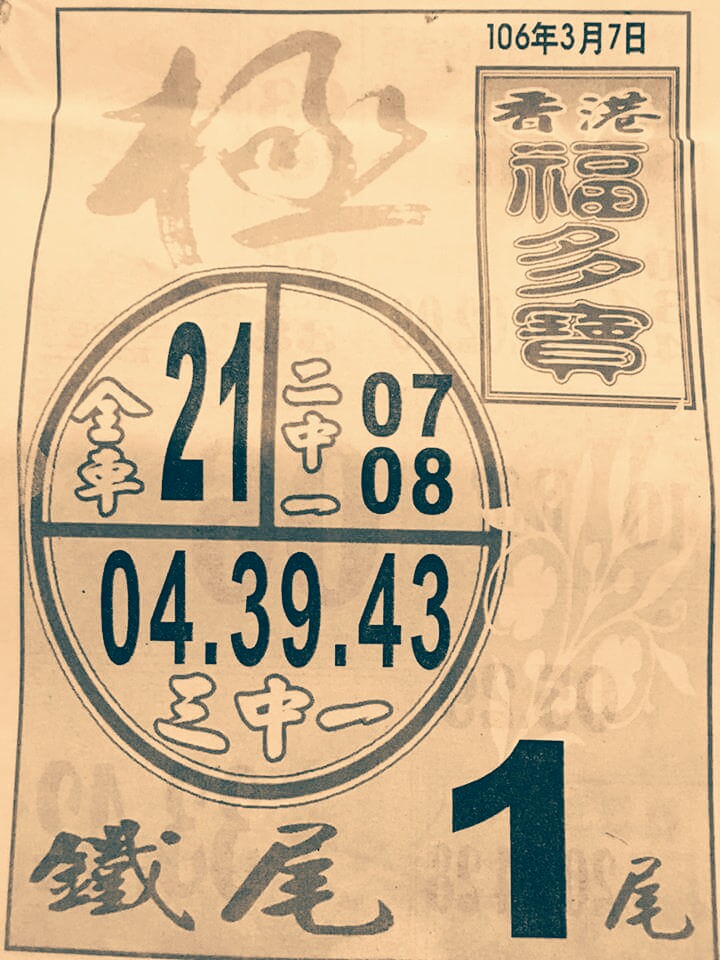 106年3月7日
極
香港
福多寶
全車
21
二中一
07
08
04.39.43
三中一
鐵尾
1尾